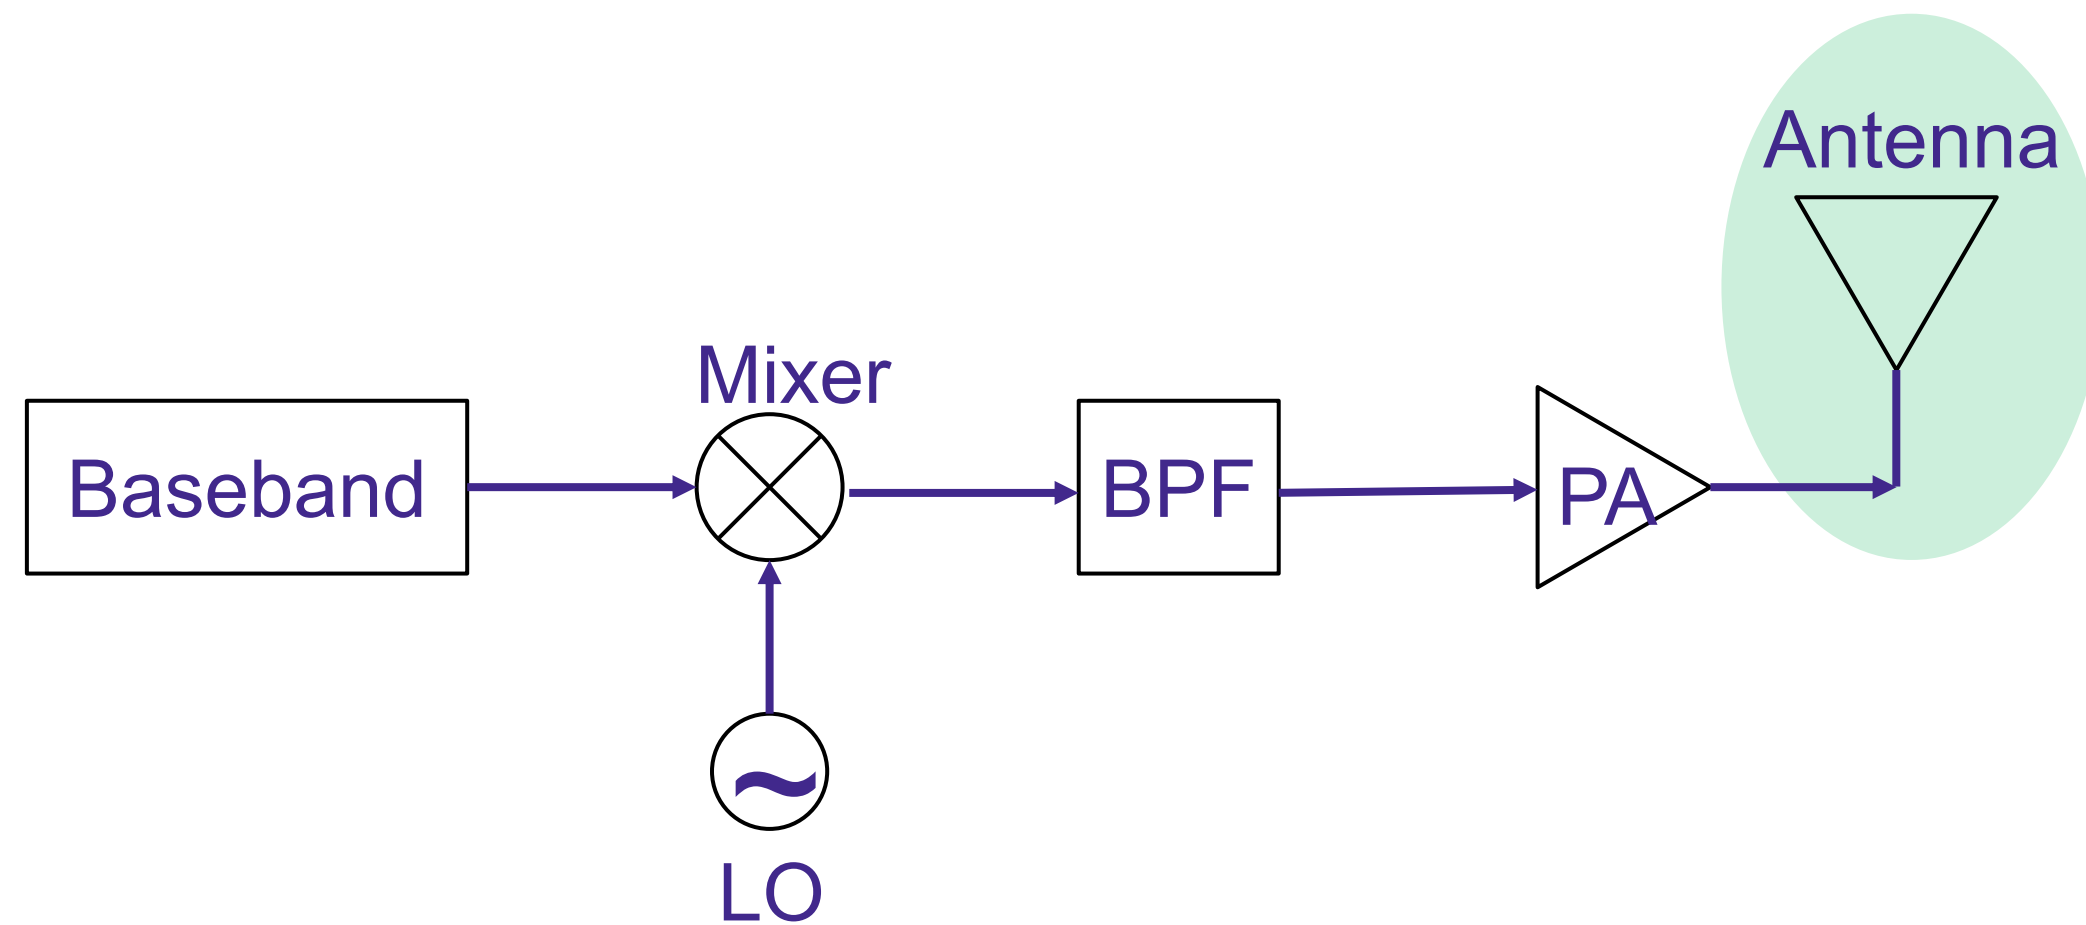 Antenna
Mixer
Baseband
BPF
PA
~
LO